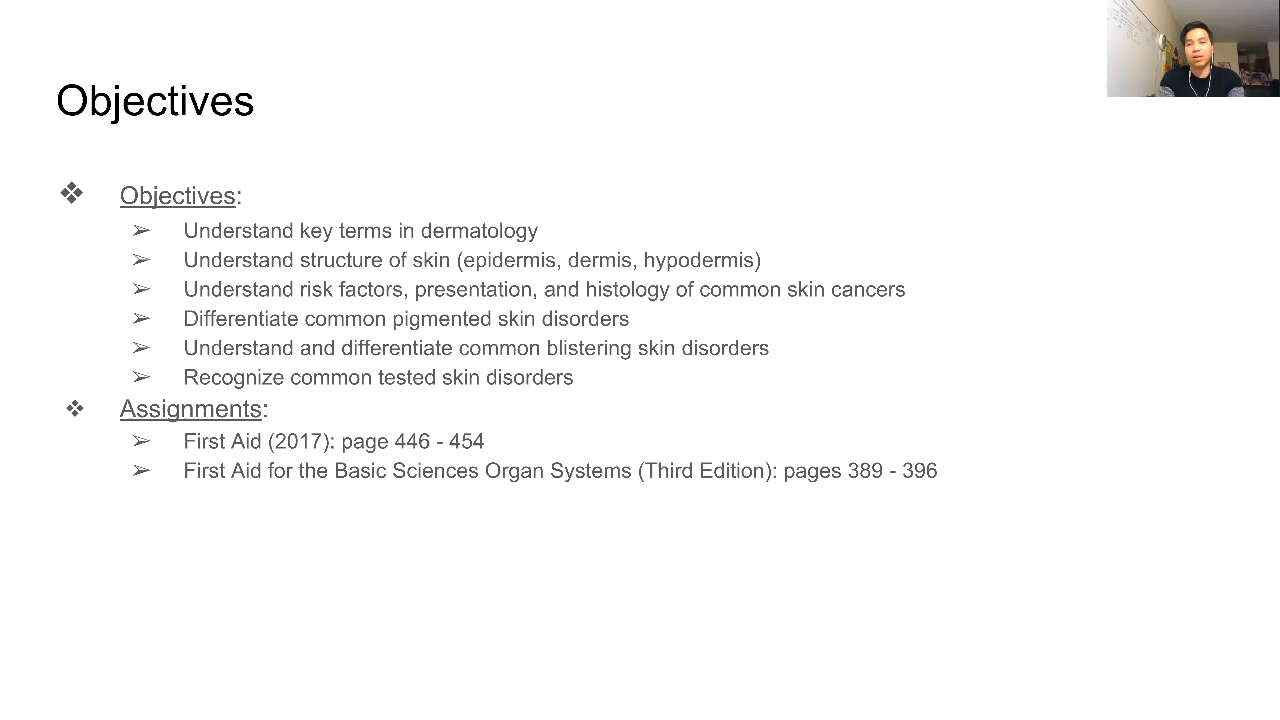 Objectives
Objectives:
Understand key terms in dermatology
Understand structure of skin (epidermis, dermis, hypodermis)
Understand risk factors, presentation, and histology of common skin cancers
Differentiate common pigmented skin disorders
Understand and differentiate common blistering skin disorders
Recognize common tested skin disorders
Assignments:
First Aid (2017): page 446 - 454
First Aid for the Basic Sciences Organ Systems (Third Edition): pages 389 - 396